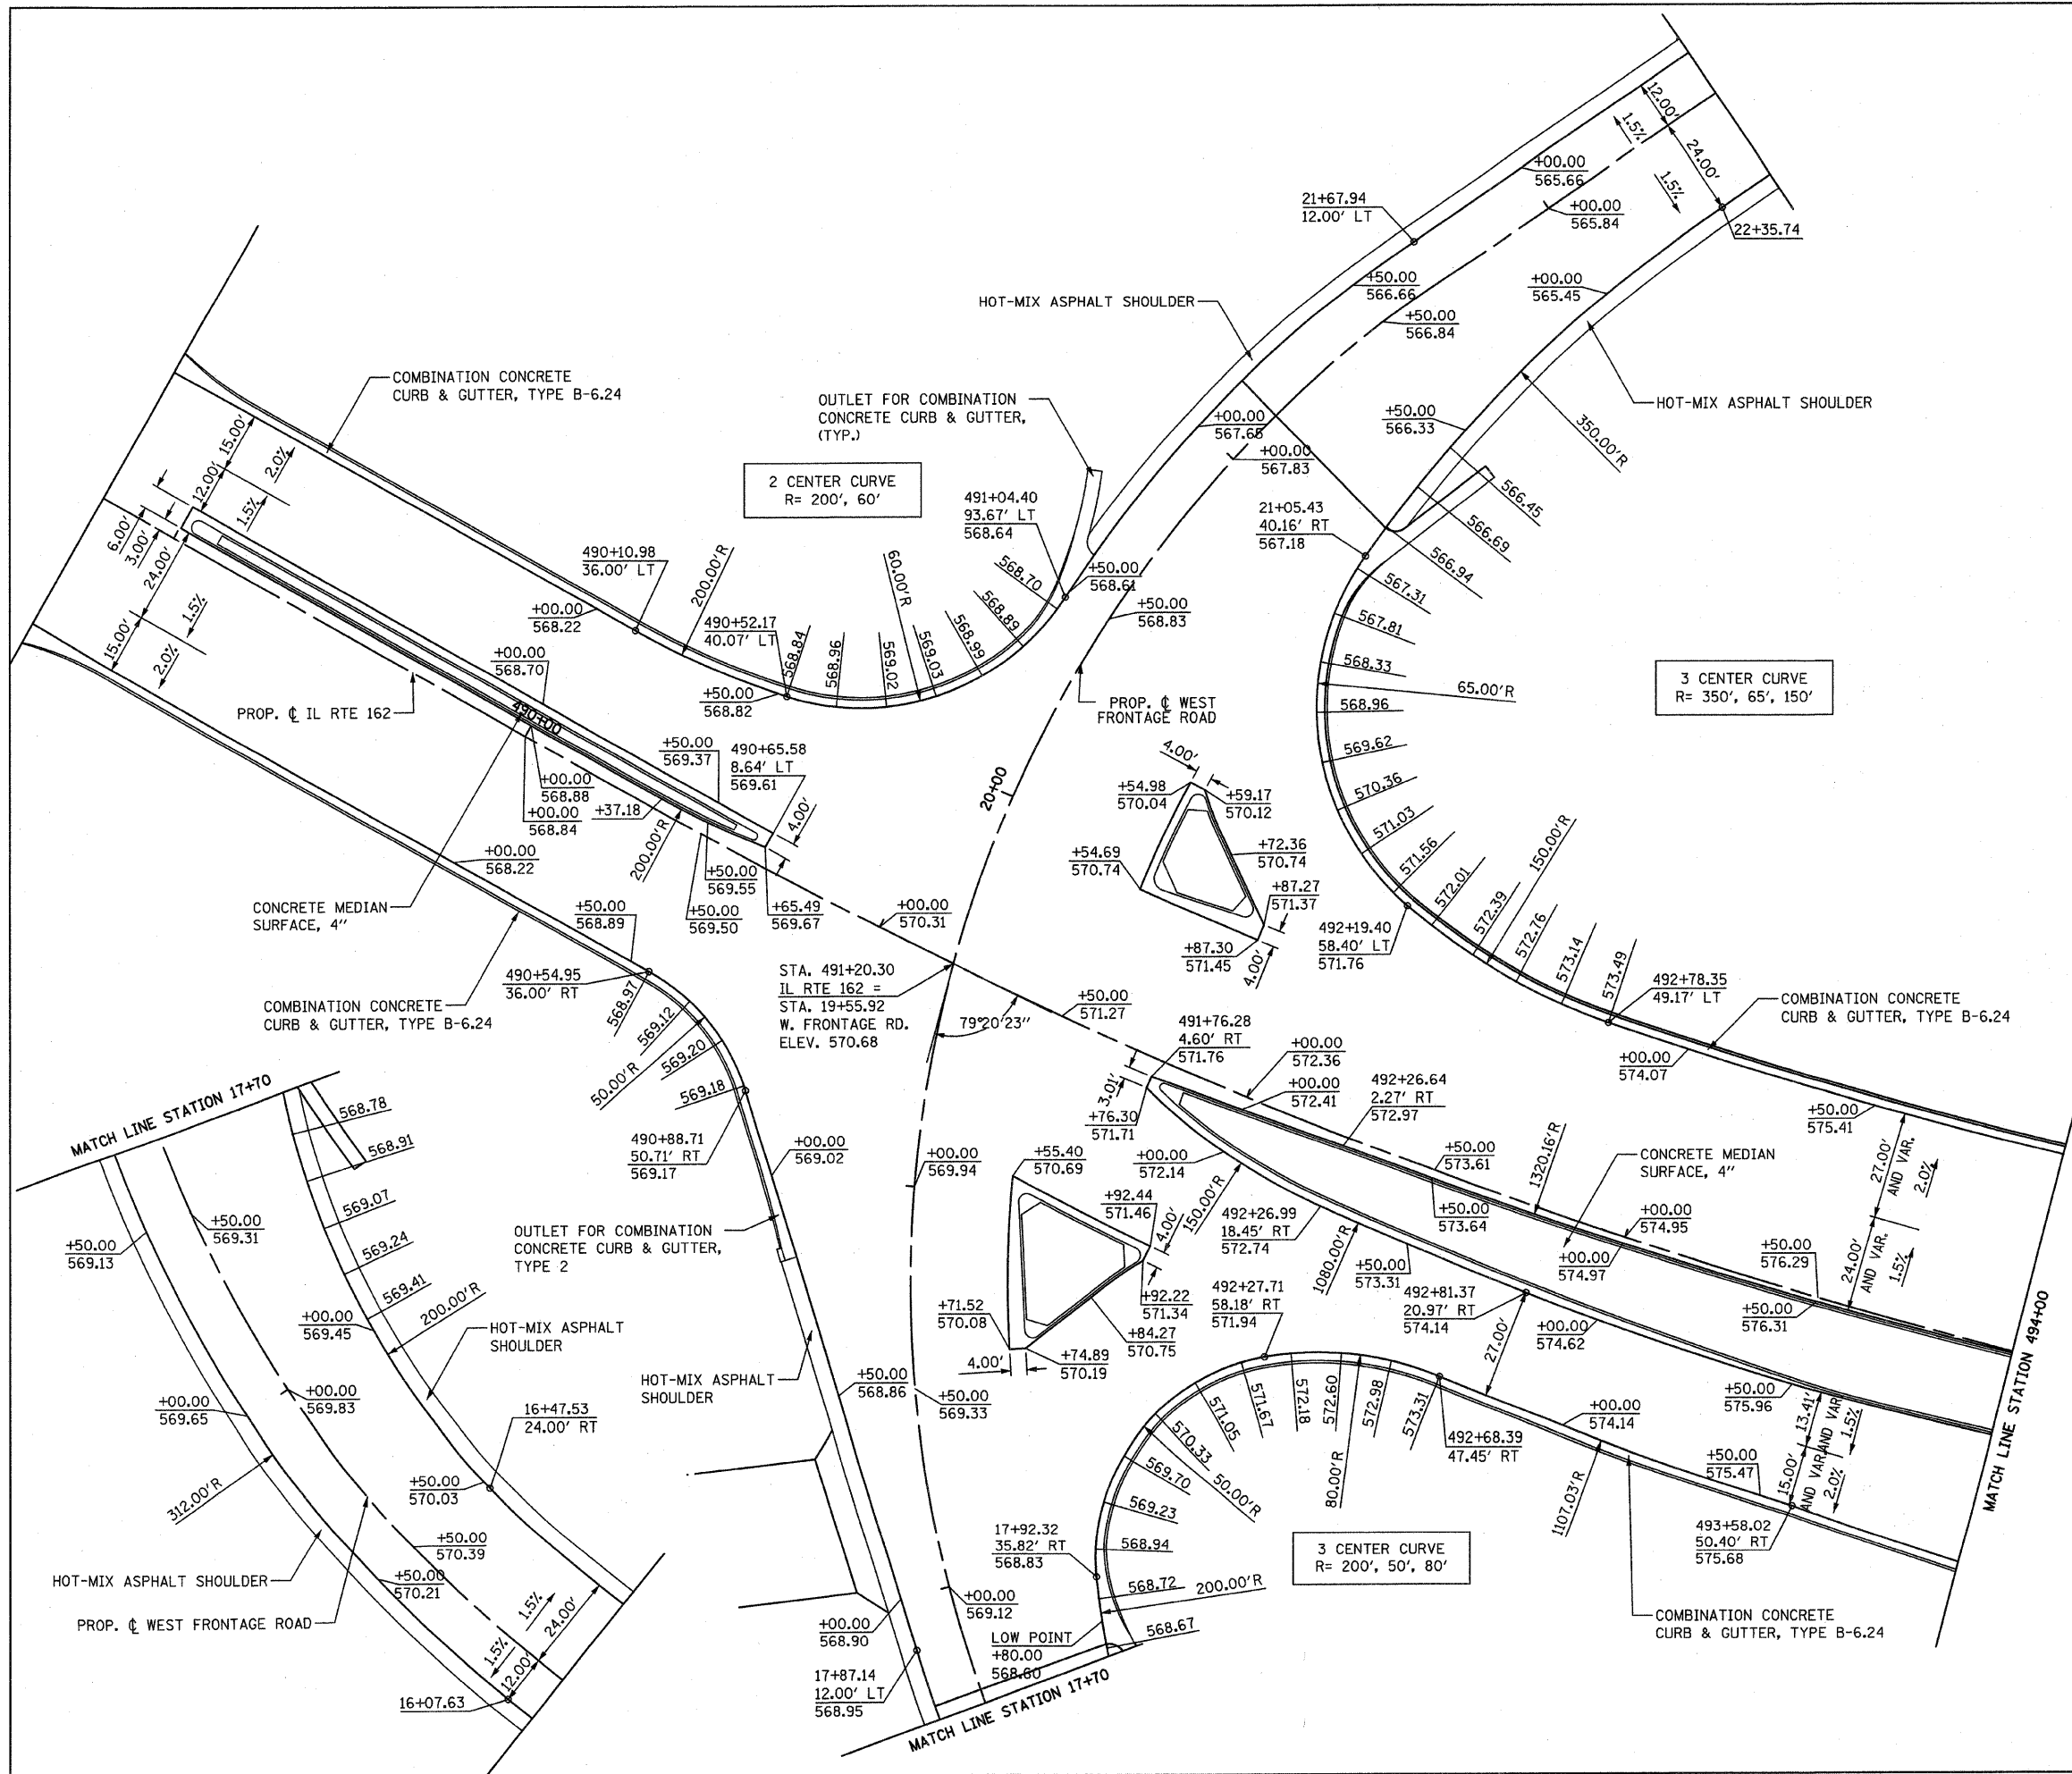 12.00'
1.5%
24.00'
1.5%
+00.00
565.66
+00.00
565.84
22+35.74
21+67.94
12.00' LT
+50.00
566.66
+50.00
566.84
+00.00
565.45
HOT-MIX ASPHALT SHOULDER
HOT-MIX ASPHALT SHOULDER
COMBINATION CONCRETE
CURB & GUTTER, TYPE B-6.24
OUTLET FOR COMBINATION
CONCRETE CURB & GUTTER,
(TYP.)
+00.00
567.65
+00.00
567.83
+50.00
566.33
350.00'R
566.45
566.69
566.94
15.00'
2.0%
12.00'
1.5%
6.00'
3.00'
24.00'
1.5%
15.00'
2.0%
2 CENTER CURVE
R= 200', 60'
491+04.40
93.67' LT
568.64
21+05.43
40.16' RT
567.18
490+10.98
36.00' LT
200.00'R
60.00'R
568.70
+50.00
568.61
+50.00
568.83
+00.00
568.22
490+52.17
40.07' LT
568.84
568.96
569.02
569.03
568.99
568.89
+50.00
568.82
567.31
567.81
568.33
65.00'R
568.96
569.62
570.36
571.03
571.56
572.01
572.39
150.00'R
572.76
573.14
573.49
3 CENTER CURVE
R= 350', 65', 150'
PROP. ℄ IL RTE 162
+00.00
568.70
490+00
PROP. ℄ WEST
FRONTAGE ROAD
+50.00
569.37
490+65.58
8.64' LT
569.61
4.00'
+00.00
568.88
+00.00
568.84
+37.18
200.00'R
+50.00
569.55
+50.00
569.50
+65.49
569.67
20+00
4.00'
+54.98
570.04
+59.17
570.12
+72.36
570.74
+54.69
570.74
+87.27
571.37
+87.30
571.45
4.00'
+00.00
568.22
CONCRETE MEDIAN
SURFACE, 4"
+50.00
568.89
+00.00
570.31
492+19.40
58.40' LT
571.76
490+54.95
36.00' RT
568.97
STA. 491+20.30
IL RTE 162 =
STA. 19+55.92
W. FRONTAGE RD.
ELEV. 570.68
79°20'23"
+50.00
571.27
492+78.35
49.17' LT
COMBINATION CONCRETE
CURB & GUTTER, TYPE B-6.24
COMBINATION CONCRETE
CURB & GUTTER, TYPE B-6.24
569.12
50.00'R
569.20
569.18
491+76.28
4.60' RT
571.76
+00.00
572.36
+00.00
572.41
492+26.64
2.27' RT
572.97
+00.00
574.07
+50.00
575.41
3.01'
+76.30
571.71
MATCH LINE STATION 17+70
568.78
568.91
490+88.71
50.71' RT
569.17
+00.00
569.02
+00.00
569.94
+55.40
570.69
+00.00
572.14
+50.00
573.61
1320.16'R
CONCRETE MEDIAN
SURFACE, 4"
27.00'
AND VAR.
2.0%
569.07
+50.00
569.31
+50.00
569.13
569.24
OUTLET FOR COMBINATION
CONCRETE CURB & GUTTER,
TYPE 2
+92.44
571.46
150.00'R
4.00'
492+26.99
18.45' RT
572.74
+50.00
573.64
+00.00
574.95
+00.00
574.97
+50.00
576.29
24.00'
AND VAR.
1.5%
569.41
200.00'R
+00.00
569.45
HOT-MIX ASPHALT
SHOULDER
+71.52
570.08
+92.22
571.34
+84.27
570.75
492+27.71
58.18' RT
571.94
1080.00'R
+50.00
573.31
492+81.37
20.97' RT
574.14
+50.00
576.31
+00.00
574.62
MATCH LINE STATION 494+00
4.00'
+74.89
570.19
27.00'
HOT-MIX ASPHALT
SHOULDER
+50.00
568.86
+50.00
569.33
+00.00
569.65
+00.00
569.83
16+47.53
24.00' RT
571.05
571.67
572.18
572.60
572.98
573.31
+50.00
575.96
13.41'
AND VAR.
1.5%
+00.00
574.14
492+68.39
47.45' RT
570.33
50.00'R
569.70
569.23
568.94
80.00'R
+50.00
575.47
15.00'
AND VAR.
2.0%
312.00'R
+50.00
570.03
+50.00
570.39
+50.00
570.21
17+92.32
35.82' RT
568.83
3 CENTER CURVE
R= 200', 50', 80'
1107.03'R
493+58.02
50.40' RT
575.68
HOT-MIX ASPHALT SHOULDER
PROP. ℄ WEST FRONTAGE ROAD
1.5%
24.00'
1.5%
12.00'
16+07.63
+00.00
569.12
+00.00
568.90
568.72
200.00'R
568.67
LOW POINT
+80.00
568.60
17+87.14
12.00' LT
568.95
COMBINATION CONCRETE
CURB & GUTTER, TYPE B-6.24
MATCH LINE STATION 17+70